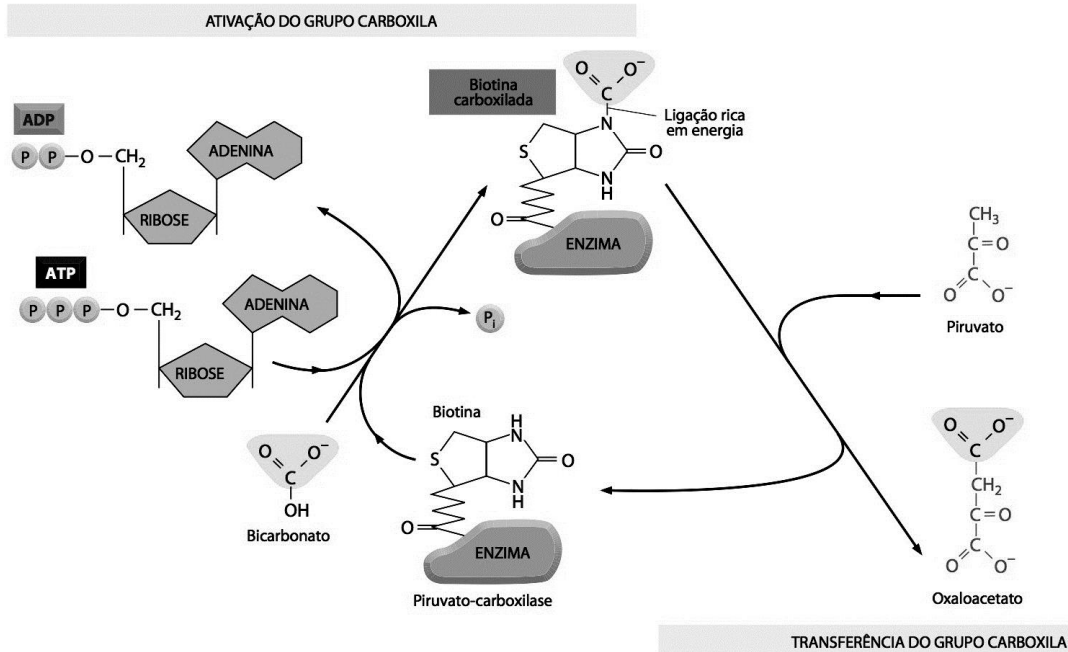 ATIVAÇÃO DO GRUPO CARBOXILA
ADP
P P O CH₂
ADENINA
RIBOSE
ATP
P P P O CH₂
ADENINA
RIBOSE
Biotina
carboxilada
O O⁻
C
N
S
O
N
H
Ligação rica
em energia
O
ENZIMA
Pᵢ
CH₃
C=O
C
O O⁻
Piruvato
O O⁻
C
OH
Bicarbonato
Biotina
H
N
S
O
N
H
O
ENZIMA
Piruvato-carboxilase
O O⁻
C
CH₂
C=O
C
O O⁻
Oxaloacetato
TRANSFERÊNCIA DO GRUPO CARBOXILA